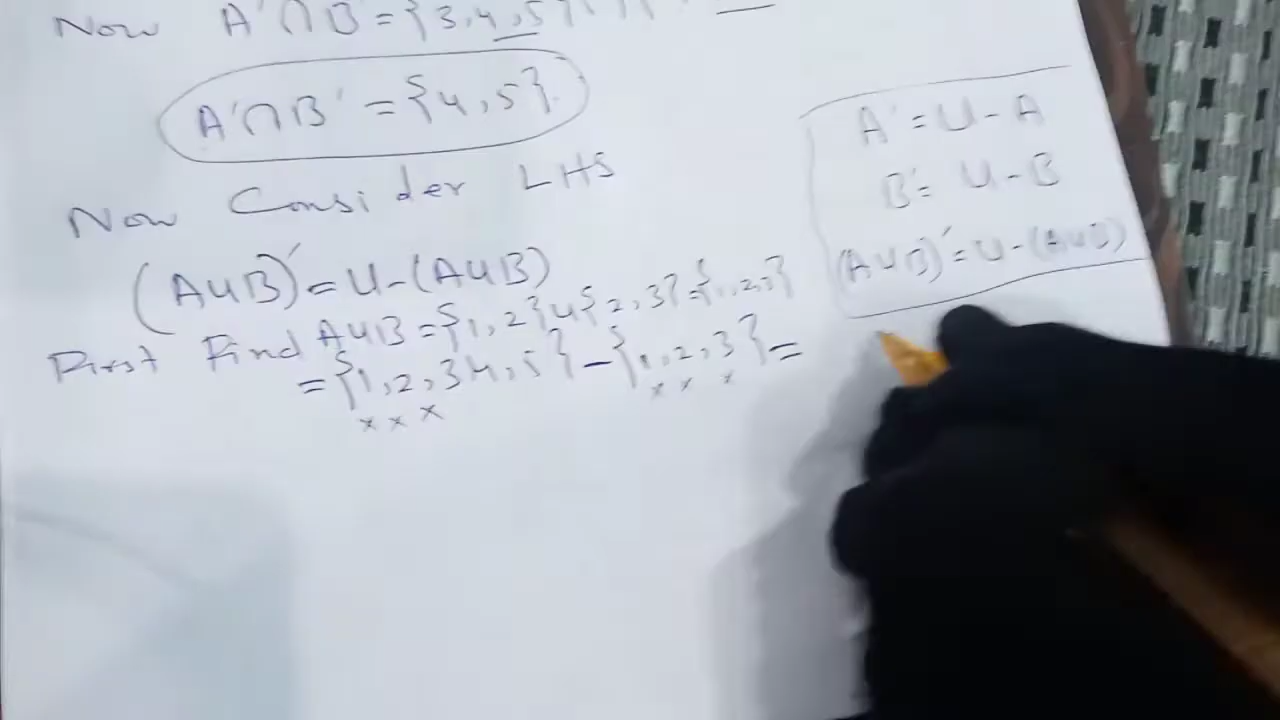 Now A'∩B' = {3,4,5}
A'∩B' = {4,5}.
Now Consider LHS
(A∪B)' = U-(A∪B)
First Find A∪B = {1,2}∪{2,3} = {1,2,3}
= {1,2,3 4,5} - {1,2,3} =
x x x x x x
A' = U - A
B' = U - B
(A∪B)' = U-(A∪B)